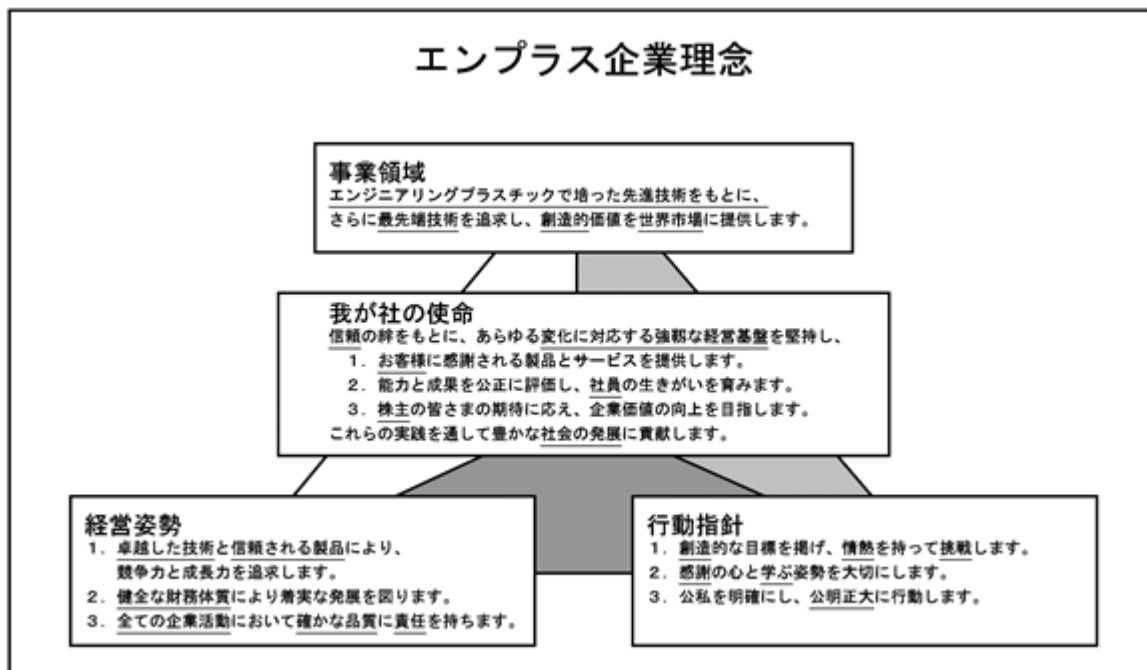 エンプラス企業理念
事業領域
エンジニアリングプラスチックで培った先進技術をもとに、
さらに最先端技術を追求し、創造的価値を世界市場に提供します。
我が社の使命
信頼の絆をもとに、あらゆる変化に対応する強靭な経営基盤を堅持し、
１．お客様に感謝される製品とサービスを提供します。
２．能力と成果を公正に評価し、社員の生きがいを育みます。
３．株主の皆さまの期待に応え、企業価値の向上を目指します。
これらの実践を通して豊かな社会の発展に貢献します。
経営姿勢
１．卓越した技術と信頼される製品により、
競争力と成長力を追求します。
２．健全な財務体質により着実な発展を図ります。
３．全ての企業活動において確かな品質に責任を持ちます。
行動指針
１．創造的な目標を掲げ、情熱を持って挑戦します。
２．感謝の心と学ぶ姿勢を大切にします。
３．公私を明確にし、公明正大に行動します。